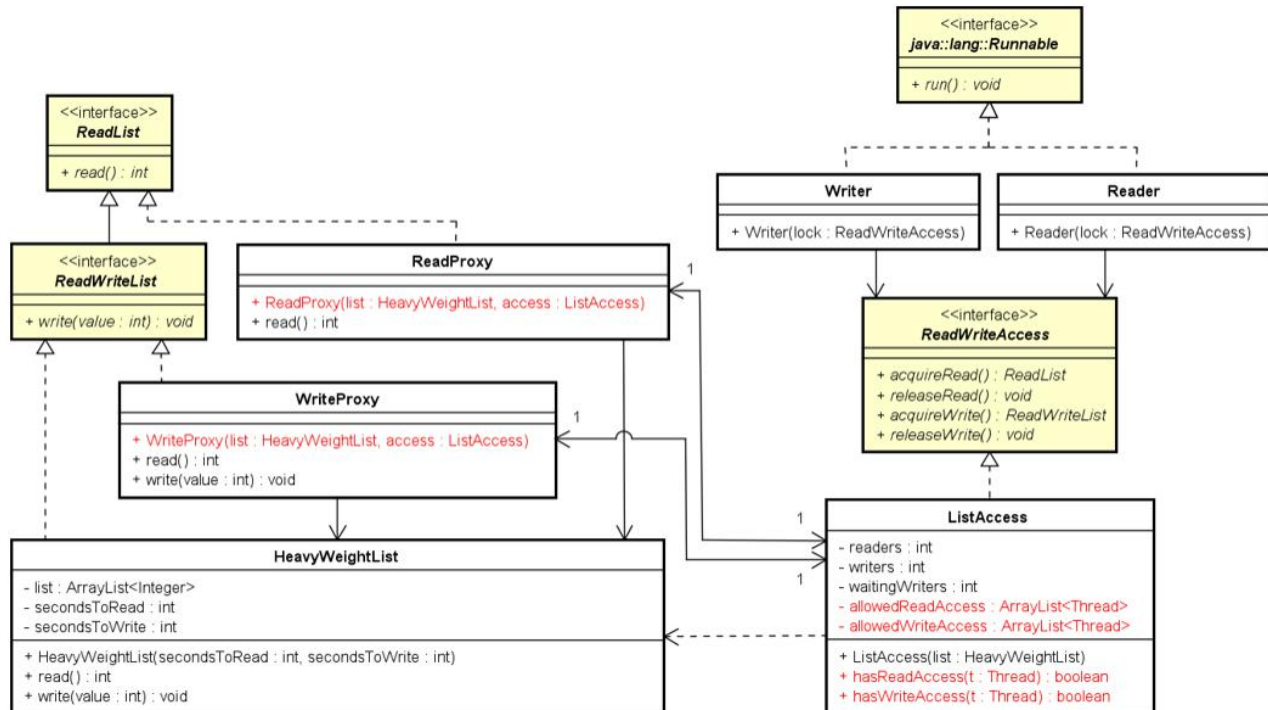 <<interface>>
java::lang::Runnable
+ run() : void
<<interface>>
ReadList
+ read() : int
Writer
+ Writer(lock : ReadWriteAccess)
Reader
+ Reader(lock : ReadWriteAccess)
<<interface>>
ReadWriteList
+ write(value : int) : void
ReadProxy
+ ReadProxy(list : HeavyWeightList, access : ListAccess)
+ read() : int
1
<<interface>>
ReadWriteAccess
+ acquireRead() : ReadList
+ releaseRead() : void
+ acquireWrite() : ReadWriteList
+ releaseWrite() : void
WriteProxy
+ WriteProxy(list : HeavyWeightList, access : ListAccess)
+ read() : int
+ write(value : int) : void
1
1
1
ListAccess
- readers : int
- writers : int
- waitingWriters : int
- allowedReadAccess : ArrayList<Thread>
- allowedWriteAccess : ArrayList<Thread>
+ ListAccess(list : HeavyWeightList)
+ hasReadAccess(t : Thread) : boolean
+ hasWriteAccess(t : Thread) : boolean
HeavyWeightList
- list : ArrayList<Integer>
- secondsToRead : int
- secondsToWrite : int
+ HeavyWeightList(secondsToRead : int, secondsToWrite : int)
+ read() : int
+ write(value : int) : void